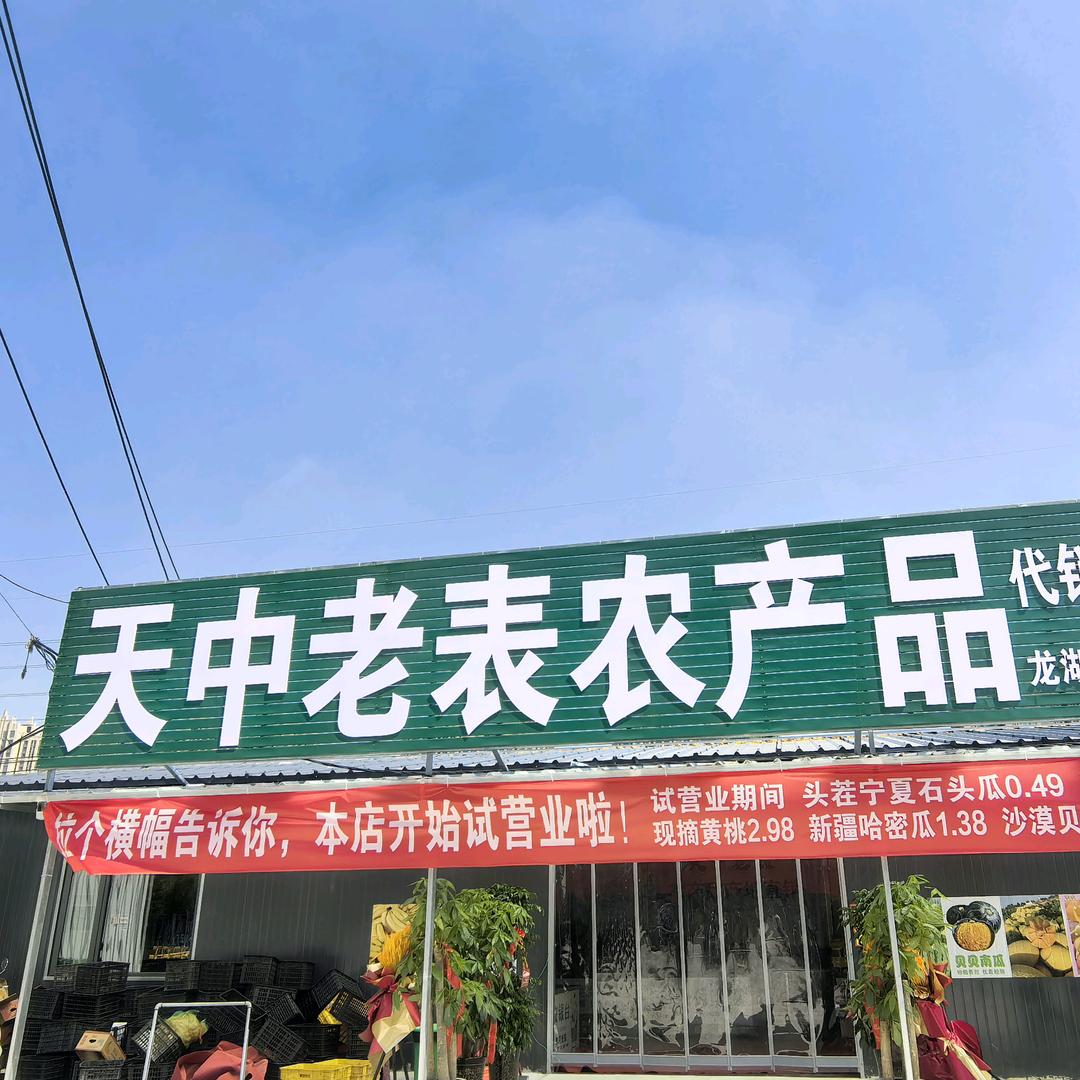 天中老表农产品
代销
龙湖
拉个横幅告诉你，本店开始试营业啦！
试营业期间 头茬宁夏石头瓜0.49
现摘黄桃2.98 新疆哈密瓜1.38 沙漠贝
贝贝南瓜